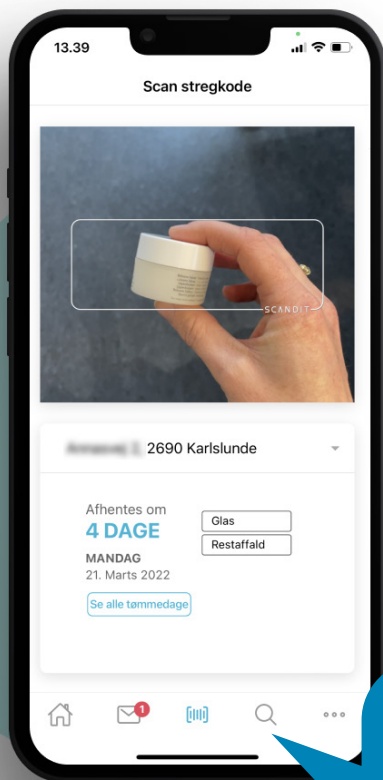 13.39
Scan stregkode
SCANDIT
2690 Karlslunde
Afhentes om
4 DAGE
MANDAG
21. Marts 2022
Glas
Restaffald
Se alle tømmedage
1